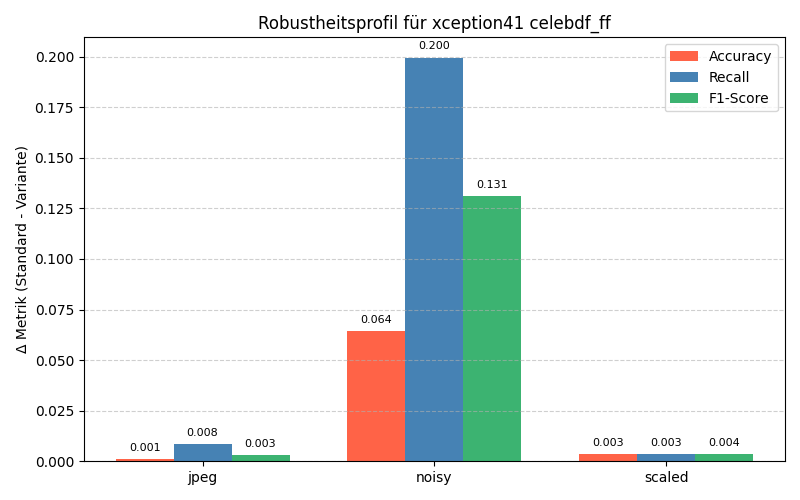 Robustheitsprofil für xception41 celebdf_ff
Δ Metrik (Standard - Variante)
0.200
0.175
0.150
0.125
0.100
0.075
0.050
0.025
0.000
Accuracy
Recall
F1-Score
0.001
0.008
0.003
0.064
0.200
0.131
0.003
0.003
0.004
jpeg
noisy
scaled